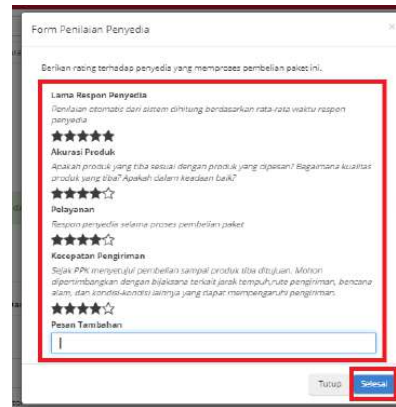 Form Penilaian Penyedia
×
Berikan rating terhadap penyedia yang memproses pembelian paket ini.
Lama Respon Penyedia
Penilaian otomatis dari sistem dihitung berdasarkan rata-rata waktu respon
penyedia
Akurasi Produk
Apakah produk yang tiba sesuai dengan produk yang dipesan? Bagaimana kualitas
produk yang tiba? Apakah dalam keadaan baik?
Pelayanan
Respon penyedia selama proses pembelian paket
Kecepatan Pengiriman
Sejak PPK menyetujui pembelian sampai produk tiba ditujuan. Mohon
dipertimbangkan dengan bijaksana terkait jarak tempuh,rute pengiriman, bencana
alam, dan kondisi-kondisi lainnya yang dapat mempengaruhi pengiriman.
Pesan Tambahan
Tutup
Selesai